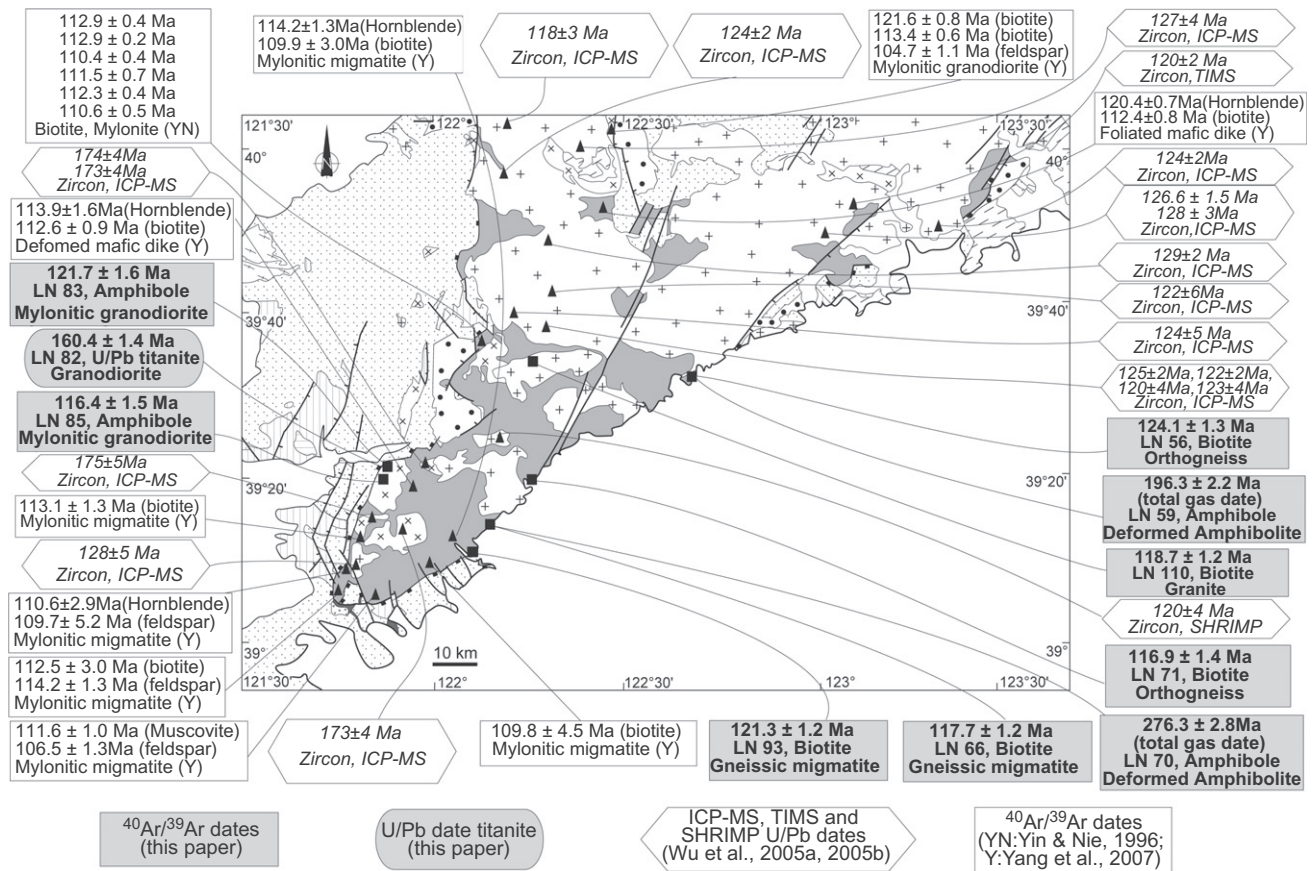 112.9 ± 0.4 Ma
112.9 ± 0.2 Ma
110.4 ± 0.4 Ma
111.5 ± 0.7 Ma
112.3 ± 0.4 Ma
110.6 ± 0.5 Ma
Biotite, Mylonite (YN)
114.2±1.3Ma(Hornblende)
109.9 ± 3.0Ma (biotite)
Mylonitic migmatite (Y)
118±3 Ma
Zircon, ICP-MS
124±2 Ma
Zircon, ICP-MS
121.6 ± 0.8 Ma (biotite)
113.4 ± 0.6 Ma (biotite)
104.7 ± 1.1 Ma (feldspar)
Mylonitic granodiorite (Y)
127±4 Ma
Zircon, ICP-MS
120±2 Ma
Zircon,TIMS
120.4±0.7Ma(Hornblende)
112.4±0.8 Ma (biotite)
Foliated mafic dike (Y)
174±4Ma
173±4Ma
Zircon, ICP-MS
113.9±1.6Ma(Hornblende)
112.6 ± 0.9 Ma (biotite)
Defomed mafic dike (Y)
121.7 ± 1.6 Ma
LN 83, Amphibole
Mylonitic granodiorite
160.4 ± 1.4 Ma
LN 82, U/Pb titanite
Granodiorite
116.4 ± 1.5 Ma
LN 85, Amphibole
Mylonitic granodiorite
175±5Ma
Zircon, ICP-MS
113.1 ± 1.3 Ma (biotite)
Mylonitic migmatite (Y)
128±5 Ma
Zircon, ICP-MS
110.6±2.9Ma(Hornblende)
109.7± 5.2 Ma (feldspar)
Mylonitic migmatite (Y)
112.5 ± 3.0 Ma (biotite)
114.2 ± 1.3 Ma (feldspar)
Mylonitic migmatite (Y)
111.6 ± 1.0 Ma (Muscovite)
106.5 ± 1.3Ma (feldspar)
Mylonitic migmatite (Y)
121°30' 122° 122°30' 123° 123°30'
40° 40°
39°40' 39°40'
39°20' 39°20'
39° 39°
10 km
121°30' 122° 122°30' 123° 123°30'
124±2Ma
Zircon, ICP-MS
126.6 ± 1.5 Ma
128 ± 3Ma
Zircon,ICP-MS
129±2 Ma
Zircon, ICP-MS
122±6Ma
Zircon, ICP-MS
124±5 Ma
Zircon, ICP-MS
125±2Ma,122±2Ma,
120±4Ma,123±4Ma
Zircon, ICP-MS
124.1 ± 1.3 Ma
LN 56, Biotite
Orthogneiss
196.3 ± 2.2 Ma
(total gas date)
LN 59, Amphibole
Deformed Amphibolite
118.7 ± 1.2 Ma
LN 110, Biotite
Granite
120±4 Ma
Zircon, SHRIMP
116.9 ± 1.4 Ma
LN 71, Biotite
Orthogneiss
276.3 ± 2.8Ma
(total gas date)
LN 70, Amphibole
Deformed Amphibolite
173±4 Ma
Zircon, ICP-MS
109.8 ± 4.5 Ma (biotite)
Mylonitic migmatite (Y)
121.3 ± 1.2 Ma
LN 93, Biotite
Gneissic migmatite
117.7 ± 1.2 Ma
LN 66, Biotite
Gneissic migmatite
⁴⁰Ar/³⁹Ar dates
(this paper)
U/Pb date titanite
(this paper)
ICP-MS, TIMS and
SHRIMP U/Pb dates
(Wu et al., 2005a, 2005b)
⁴⁰Ar/³⁹Ar dates
(YN:Yin & Nie, 1996;
Y:Yang et al., 2007)